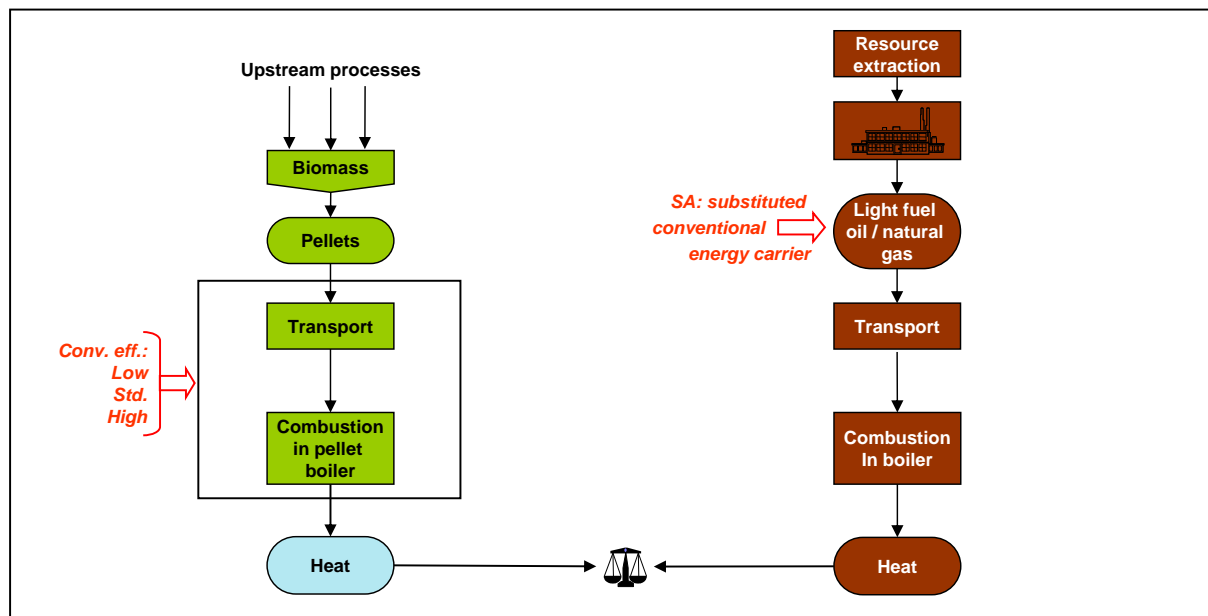 Upstream processes
Biomass
Pellets
Transport
Combustion
in pellet
boiler
Heat
Conv. eff.:
Low
Std.
High
SA: substituted
conventional
energy carrier
Resource
extraction
Light fuel
oil / natural
gas
Transport
Combustion
In boiler
Heat